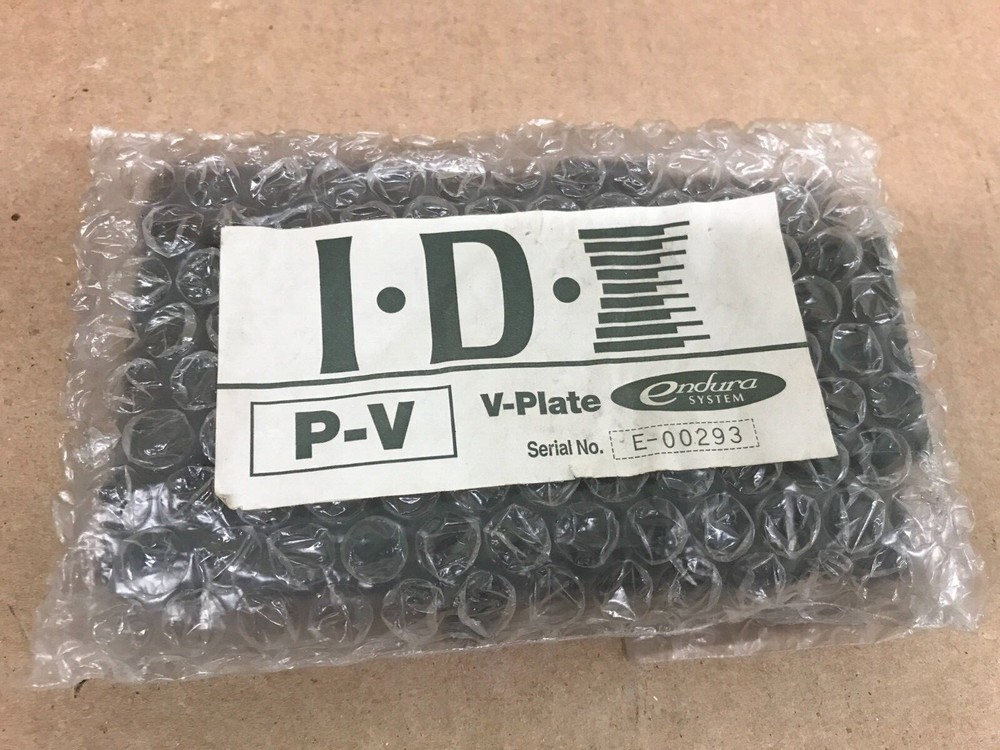 I·D·X
P-V
V-Plate endura SYSTEM
Serial No. E-00293